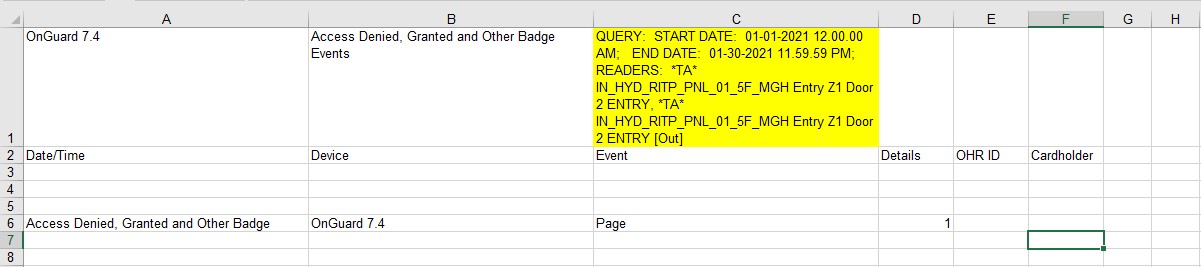 A B C D E F G H
1 OnGuard 7.4 Access Denied, Granted and Other Badge Events QUERY: START DATE: 01-01-2021 12.00.00
AM; END DATE: 01-30-2021 11.59.59 PM;
READERS: *TA*
IN_HYD_RITP_PNL_01_5F_MGH Entry Z1 Door
2 ENTRY, *TA*
IN_HYD_RITP_PNL_01_5F_MGH Entry Z1 Door
2 ENTRY [Out]
2 Date/Time Device Event Details OHR ID Cardholder
3
4
5
6 Access Denied, Granted and Other Badge OnGuard 7.4 Page 1
7
8